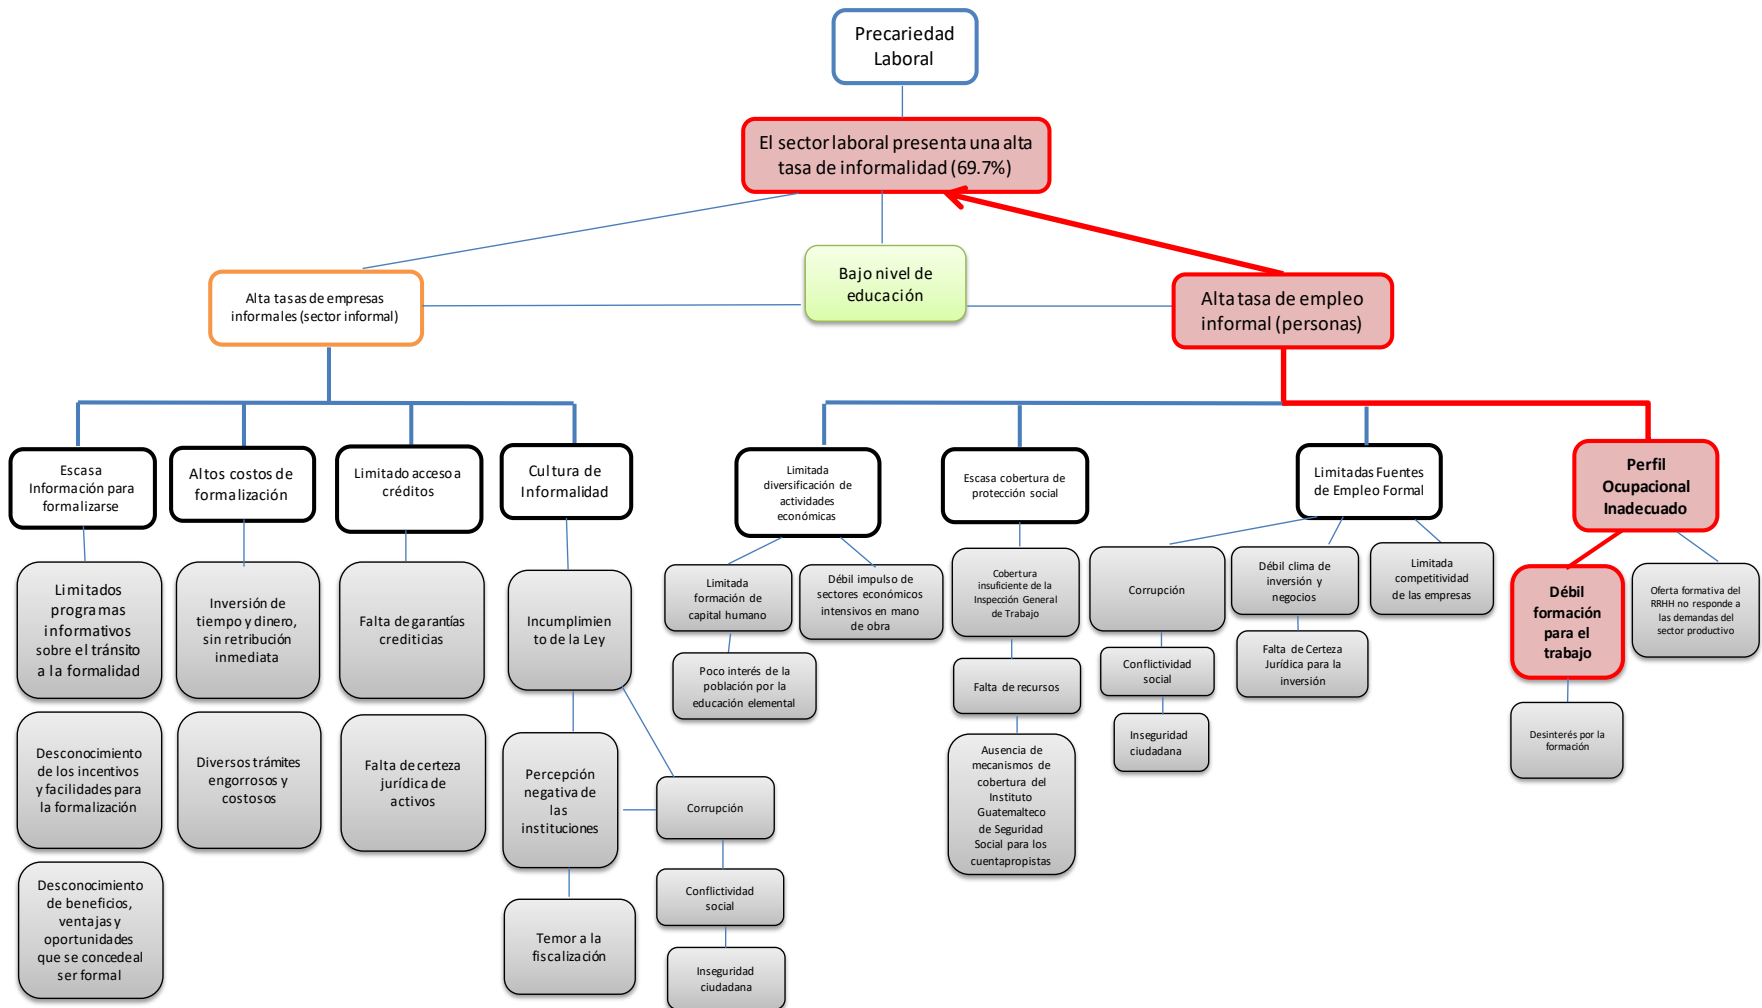 Precariedad
Laboral
El sector laboral presenta una alta
tasa de informalidad (69.7%)
Bajo nivel de
educación
Alta tasas de empresas
informales (sector informal)
Alta tasa de empleo
informal (personas)
Escasa
Información para
formalizarse
Altos costos de
formalización
Limitado acceso a
créditos
Cultura de
Informalidad
Limitada
diversificación de
actividades
económicas
Escasa cobertura de
protección social
Limitadas Fuentes
de Empleo Formal
Perfil
Ocupacional
Inadecuado
Limitados
programas
informativos
sobre el tránsito
a la formalidad
Inversión de
tiempo y dinero,
sin retribución
inmediata
Falta de garantías
crediticias
Incumplimien
to de la Ley
Limitada
formación de
capital humano
Débil impulso de
sectores económicos
intensivos en mano
de obra
Cobertura
insuficiente de la
Inspección General
de Trabajo
Corrupción
Débil clima de
inversión y
negocios
Limitada
competitividad
de las empresas
Débil
formación
para el
trabajo
Oferta formativa del
RRHH no responde a
las demandas del
sector productivo
Poco interés de la
población por la
educación elemental
Falta de recursos
Conflictividad
social
Falta de Certeza
Jurídica para la
inversión
Desconocimiento
de los incentivos
y facilidades para
la formalización
Diversos trámites
engorrosos y
costosos
Falta de certeza
jurídica de
activos
Percepción
negativa de
las
instituciones
Corrupción
Ausencia de
mecanismos de
cobertura del
Instituto
Guatemalteco
de Seguridad
Social para los
cuentapropistas
Inseguridad
ciudadana
Desinterés por la
formación
Desconocimiento
de beneficios,
ventajas y
oportunidades
que se concede al
ser formal
Temor a la
fiscalización
Conflictividad
social
Inseguridad
ciudadana